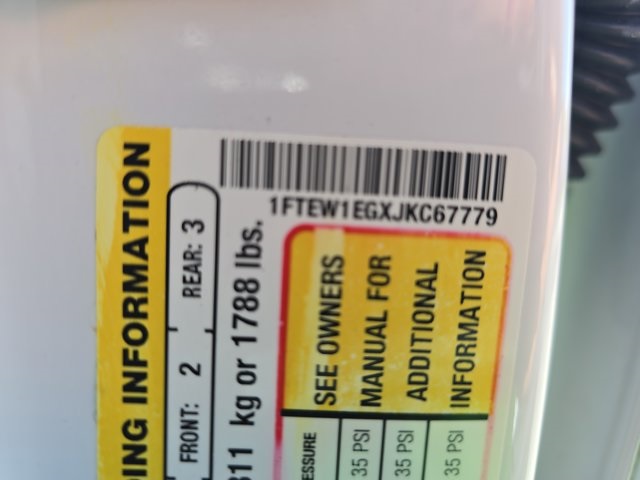 1FTEW1EGXJKC67779
DING INFORMATION
FRONT: 2 REAR: 3
811 kg or 1788 lbs.
SEE OWNERS
MANUAL FOR
ADDITIONAL
INFORMATION
ESSURE
35 PSI
35 PSI
35 PSI